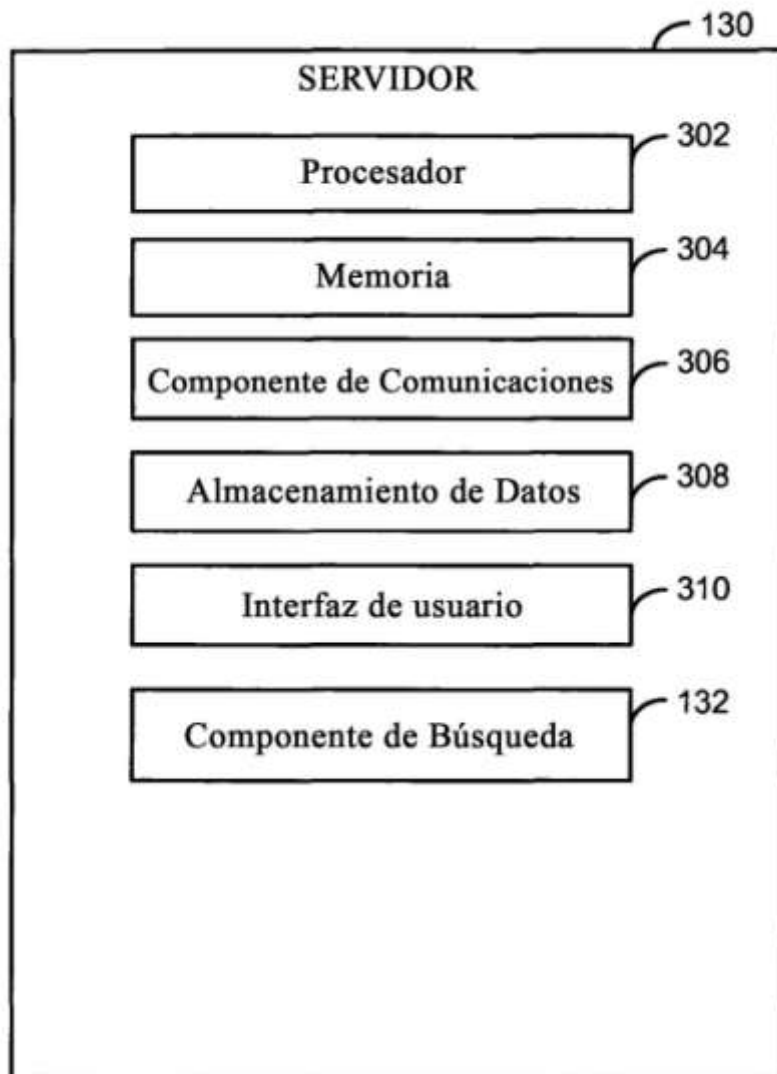 130
SERVIDOR
302
Procesador
304
Memoria
306
Componente de Comunicaciones
308
Almacenamiento de Datos
310
Interfaz de usuario
132
Componente de Búsqueda